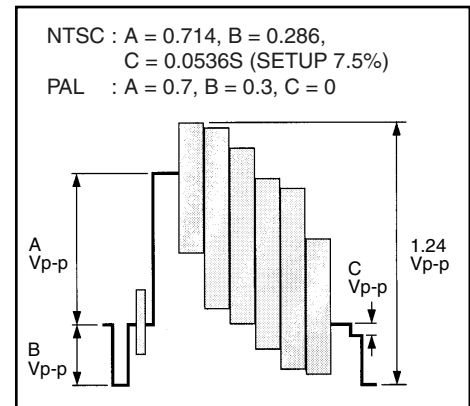 NTSC : A = 0.714, B = 0.286,
C = 0.0536S (SETUP 7.5%)
PAL : A = 0.7, B = 0.3, C = 0
A
Vp-p
1.24
Vp-p
C
Vp-p
B
Vp-p